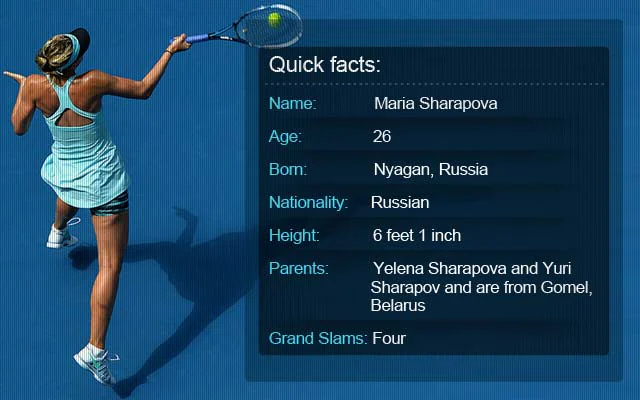 Quick facts:
Name: Maria Sharapova
Age: 26
Born: Nyagan, Russia
Nationality: Russian
Height: 6 feet 1 inch
Parents: Yelena Sharapova and Yuri
Sharapov and are from Gomel,
Belarus
Grand Slams: Four